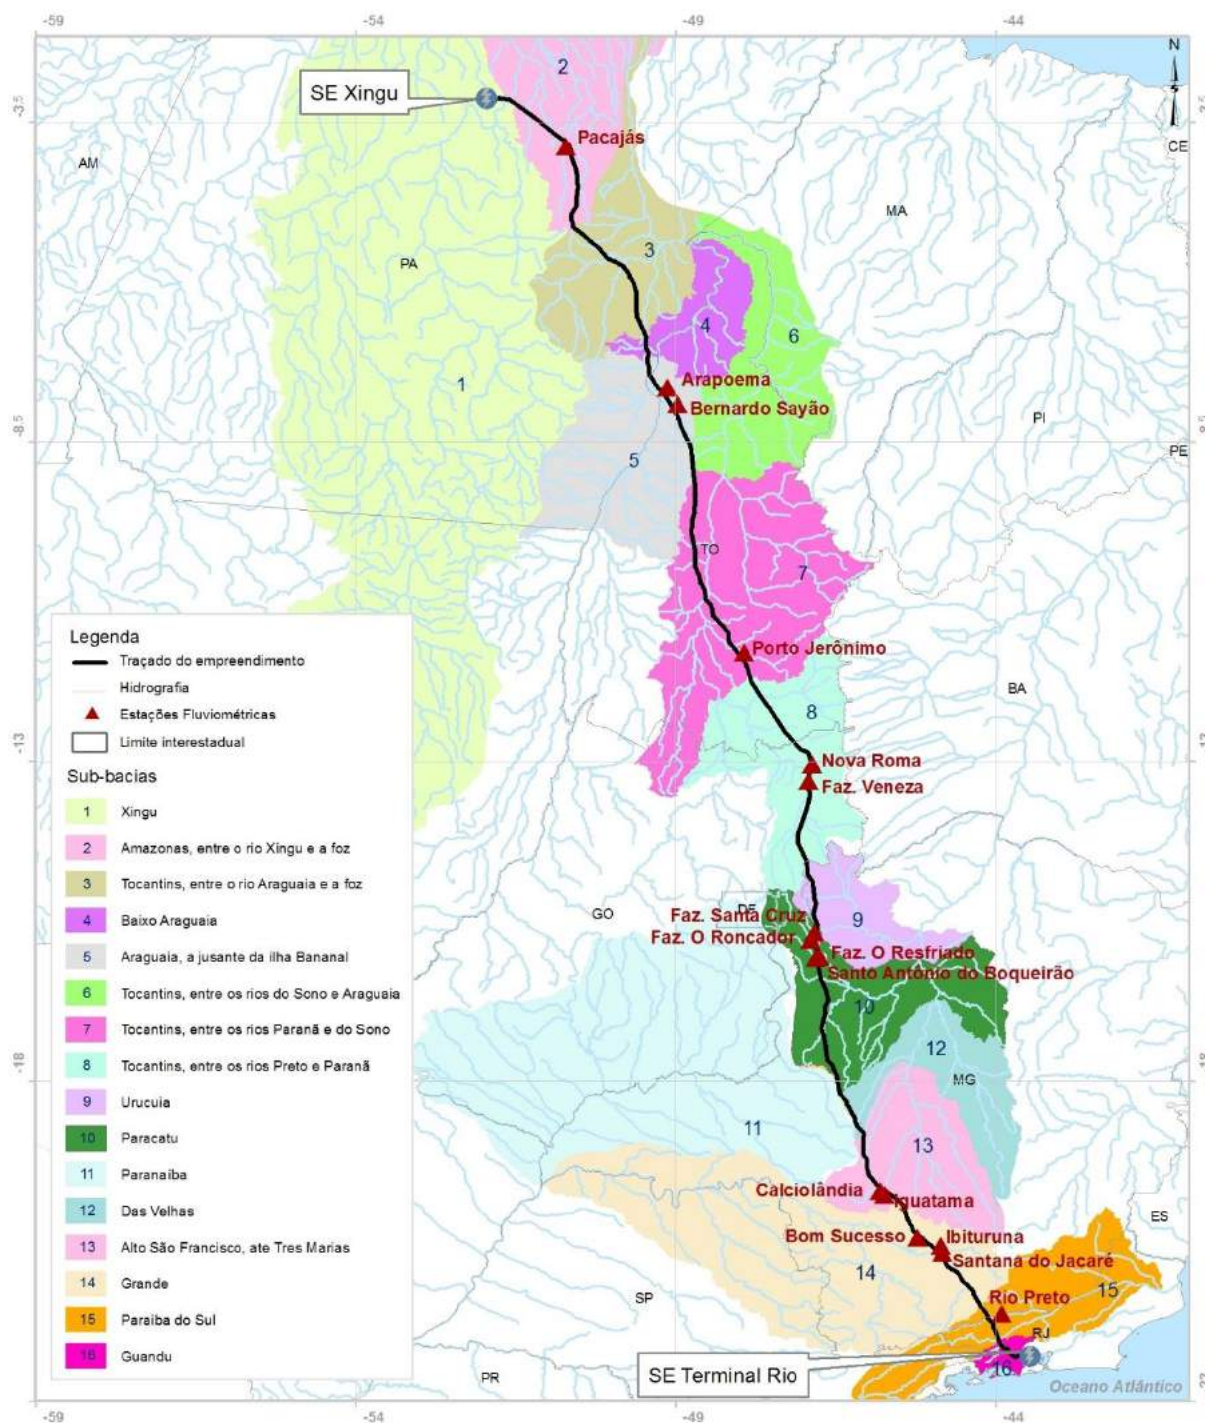 -59
-54
-49
-44
N
SE Xingu
2
-3.5
Pacajás
AM
CE
MA
PA
3
4
6
1
Arapoema
Bernardo Sayão
PI
-8.5
PE
5
TO
7
Porto Jerônimo
BA
8
-13
Nova Roma
Faz. Veneza
Legenda
Traçado do empreendimento
Hidrografia
Estações Fluviométricas
Limite interestadual
Sub-bacias
1 Xingu
2 Amazonas, entre o rio Xingu e a foz
3 Tocantins, entre o rio Araguaia e a foz
4 Baixo Araguaia
5 Araguaia, a jusante da ilha Bananal
6 Tocantins, entre os rios do Sono e Araguaia
7 Tocantins, entre os rios Paranã e do Sono
8 Tocantins, entre os rios Preto e Paranã
9 Urucuia
10 Paracatu
11 Paranaíba
12 Das Velhas
13 Alto São Francisco, ate Tres Marias
14 Grande
15 Paraiba do Sul
16 Guandu
GO
DF
Faz. Santa Cruz
9
Faz. O Roncador
Faz. O Resfriado
Santo Antônio do Boqueirão
10
12
-18
MG
11
13
Calciolândia
Iguatama
ES
Bom Sucesso
Ibituruna
Santana do Jacaré
14
15
SP
Rio Preto
RJ
PR
SE Terminal Rio
16
Oceano Atlântico
-59
-54
-49
-44